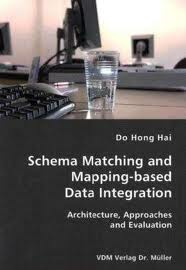 Do Hong Hai
Schema Matching and
Mapping-based
Data Integration
Architecture, Approaches
and Evaluation
VDM Verlag Dr. Müller